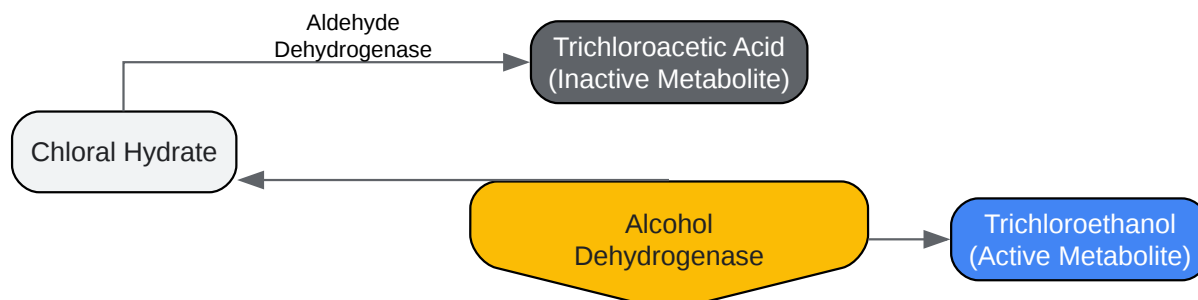 Aldehyde
Dehydrogenase
Trichloroacetic Acid
(Inactive Metabolite)
Chloral Hydrate
Alcohol
Dehydrogenase
Trichloroethanol
(Active Metabolite)